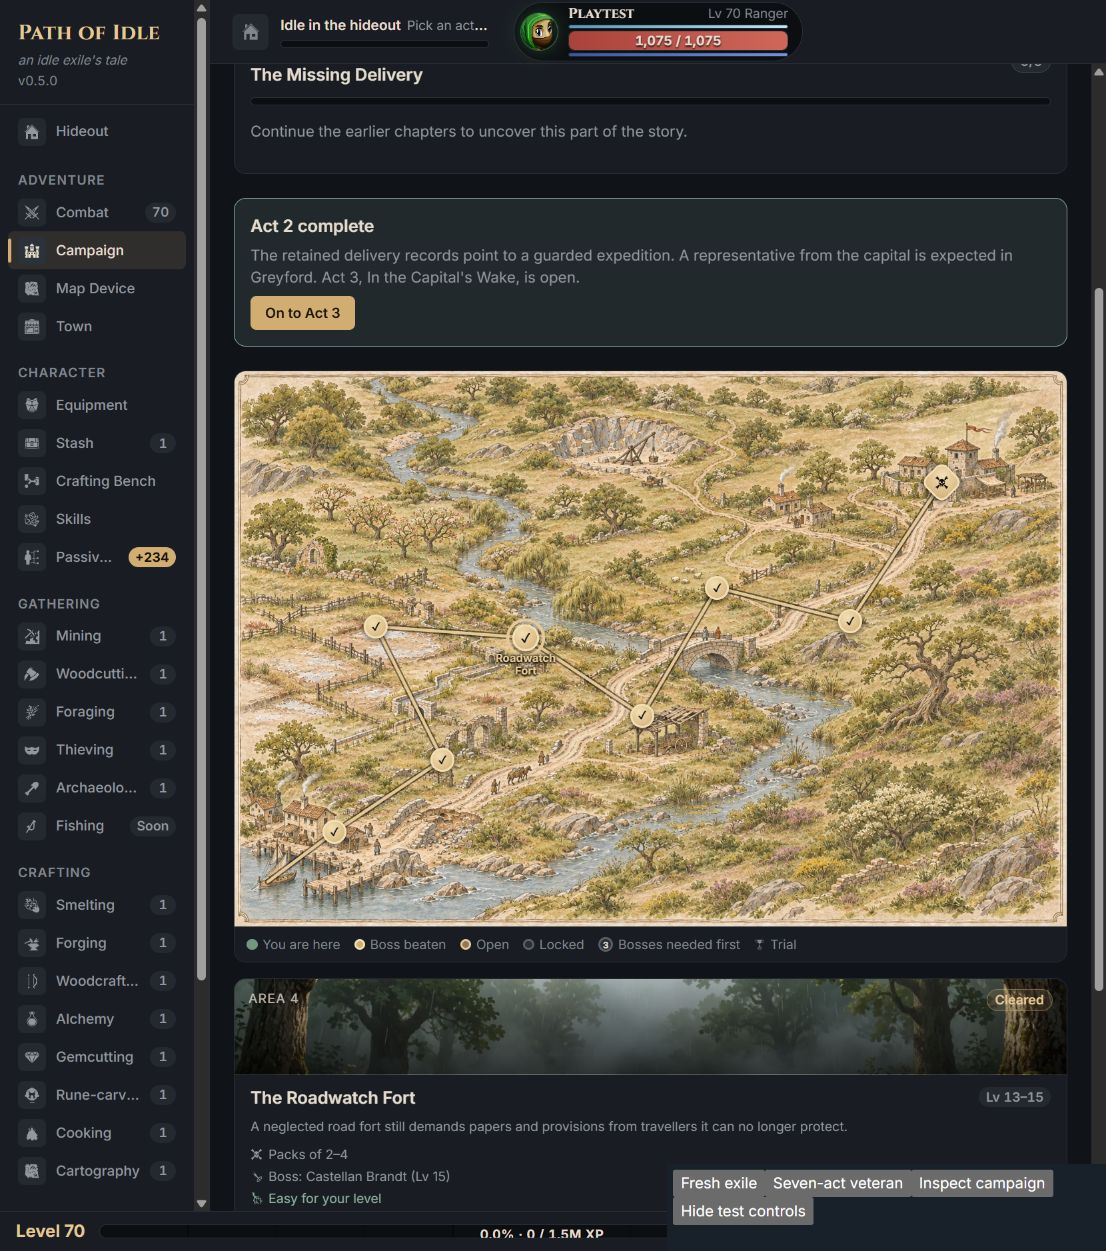 PATH OF IDLE
an idle exile's tale
v0.5.0
Hideout
ADVENTURE
Combat 70
Campaign
Map Device
Town
CHARACTER
Equipment
Stash 1
Crafting Bench
Skills
Passiv... +234
GATHERING
Mining 1
Woodcutti... 1
Foraging 1
Thieving 1
Archaeolo... 1
Fishing Soon
CRAFTING
Smelting 1
Forging 1
Woodcraft... 1
Alchemy 1
Gemcutting 1
Rune-carv... 1
Cooking 1
Cartography 1
Idle in the hideout Pick an act...
PLAYTEST Lv 70 Ranger
1,075 / 1,075
The Missing Delivery
Continue the earlier chapters to uncover this part of the story.
Act 2 complete
The retained delivery records point to a guarded expedition. A representative from the capital is expected in
Greyford. Act 3, In the Capital's Wake, is open.
On to Act 3
Roadwatch
Fort
You are here Boss beaten Open Locked 3 Bosses needed first Trial
AREA 4 Cleared
The Roadwatch Fort Lv 13–15
A neglected road fort still demands papers and provisions from travellers it can no longer protect.
Packs of 2–4
Boss: Castellan Brandt (Lv 15)
Easy for your level
Fresh exile Seven-act veteran Inspect campaign
Hide test controls
Level 70 0.0% · 0 / 1.5M XP